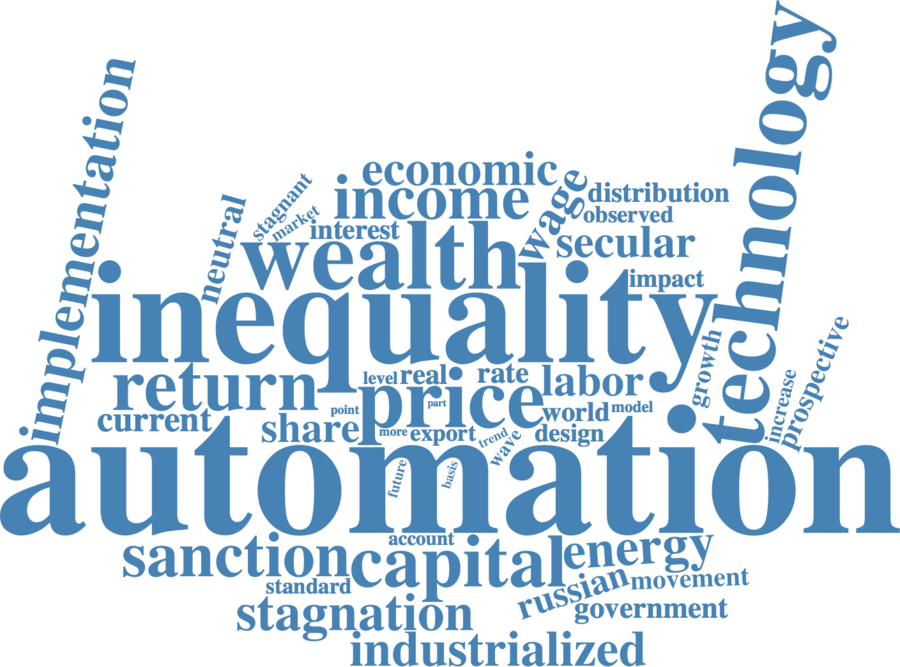 technology
implementation
economic
income
wage
distribution
stagnant
market
neutral
interest
observed
wealth
secular
inequality
impact
growth
prospective
increase
return
level
real
rate
labor
price
current
share
point
part
world
model
more
export
trend
wave
design
automation
future
basis
account
sanction
capital
energy
standard
russian
movement
stagnation
government
industrialized